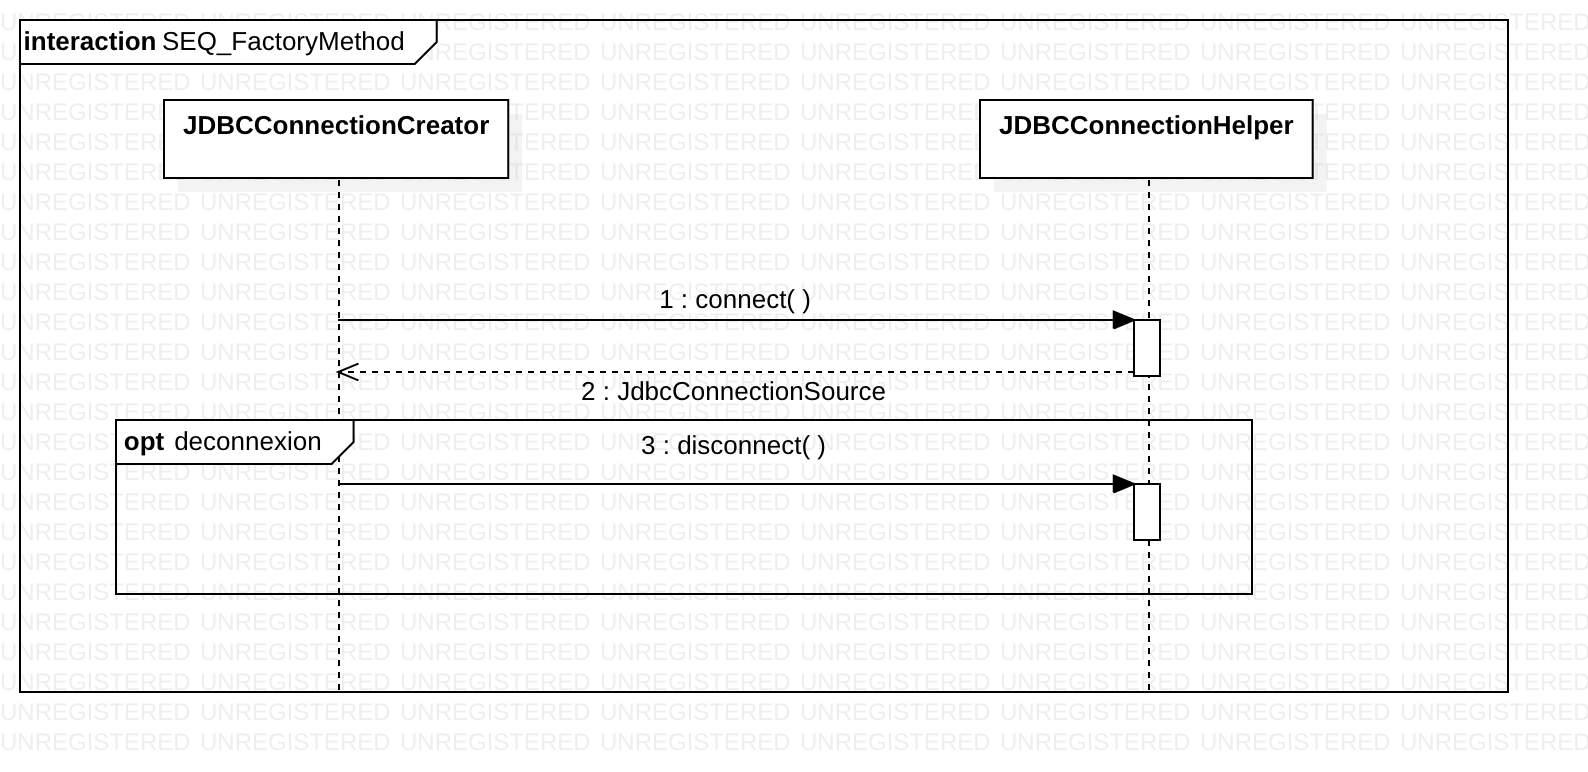 interaction SEQ_FactoryMethod
JDBCConnectionCreator
JDBCConnectionHelper
1 : connect( )
2 : JdbcConnectionSource
opt deconnexion
3 : disconnect( )
UNREGISTERED UNREGISTERED UNREGISTERED UNREGISTERED UNREGISTERED UNREGISTERED UNREGISTERED UNREGISTERED